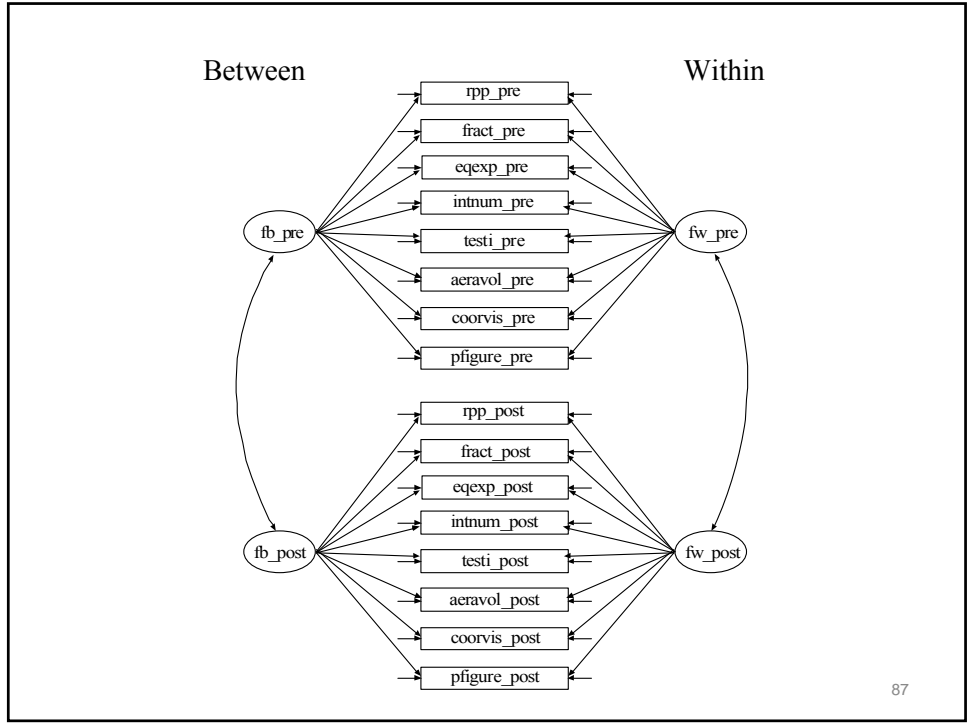 Between
Within
rpp_pre
fract_pre
eqexp_pre
intnum_pre
fb_pre
testi_pre
fw_pre
aeravol_pre
coorvis_pre
pfigure_pre
rpp_post
fract_post
eqexp_post
intnum_post
fb_post
testi_post
fw_post
aeravol_post
coorvis_post
pfigure_post
87